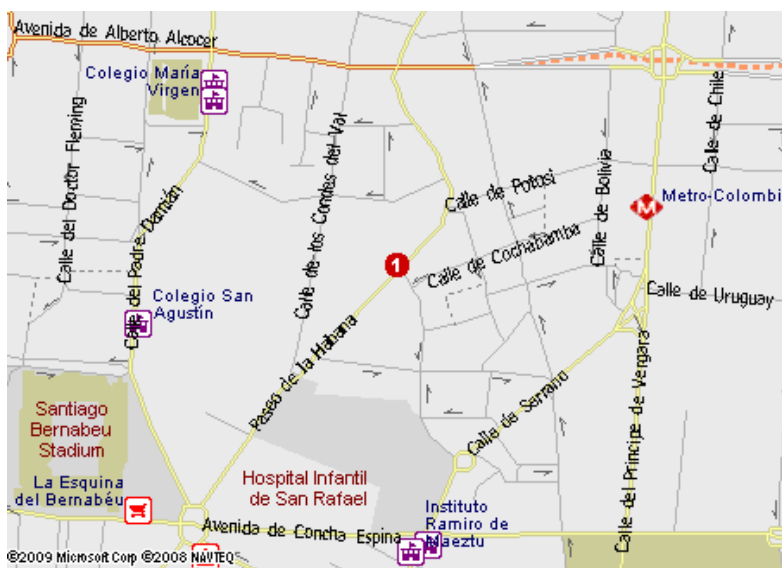 Avenida de Alberto Alcocer
Colegio María
Virgen
Calle del Doctor Fleming
Calle del Padre Damián
Calle de los Condes del Val
Calle de Potosi
Calle de Bolivia
Calle de Chile
Metro-Colombi
1
Calle de Cochabamba
Calle de Uruguay
Colegio San
Agustín
Paseo de la Habana
Calle de Serrano
Calle del Principe de Vergara
Santiago
Bernabeu
Stadium
La Esquina
del Bernabéu
Hospital Infantil
de San Rafael
Instituto
Ramiro de
Maeztu
Avenida de Concha Espina
©2009 Microsoft Corp ©2008 NAVTEQ
M